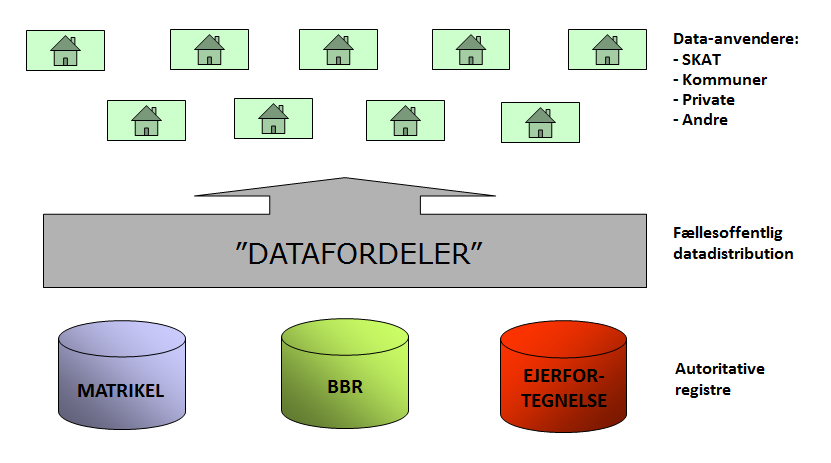 Data-anvendere:
- SKAT
- Kommuner
- Private
- Andre
”DATAFORDELER”
Fællesoffentlig
datadistribution
MATRIKEL
BBR
EJERFOR-
TEGNELSE
Autoritative
registre